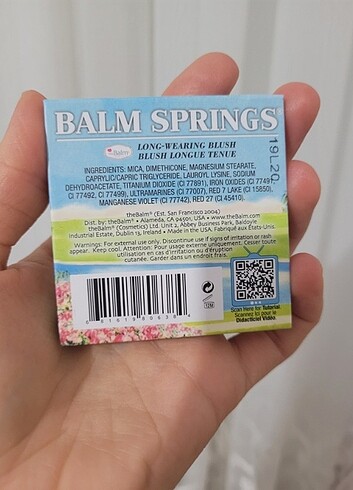 BALM SPRINGS
19L20
theBalm
LONG-WEARING BLUSH
BLUSH LONGUE TENUE
INGREDIENTS: MICA, DIMETHICONE, MAGNESIUM STEARATE,
CAPRYLIC/CAPRIC TRIGLYCERIDE, LAUROYL LYSINE, SODIUM
DEHYDROACETATE, TITANIUM DIOXIDE (CI 77891), IRON OXIDES (CI 77491,
CI 77492, CI 77499), ULTRAMARINES (CI 77007), RED 7 LAKE (CI 15850),
MANGANESE VIOLET (CI 77742), RED 27 (CI 45410).
theBalm® (Est. San Francisco 2004)
Dist. by: theBalm® • Alameda, CA 94501, USA • www.theBalm.com
theBalm® (Cosmetics) Ltd. Unit 2, Abbey Business Park, Baldoyle
Industrial Estate, Dublin 13, Ireland • Made in the USA. Fabriqué aux États-Unis.
Warnings: For external use only. Discontinue use if signs of irritation or rash
appear. Keep cool. Attention: Pour usage externe uniquement. Cesser toute
utilisation en cas d'irritation ou d'éruption
cutanée. Garder dans un endroit frais.
12M
Scan Here for Tutorial.
Scannez ici pour le
Didacticiel Vidéo.